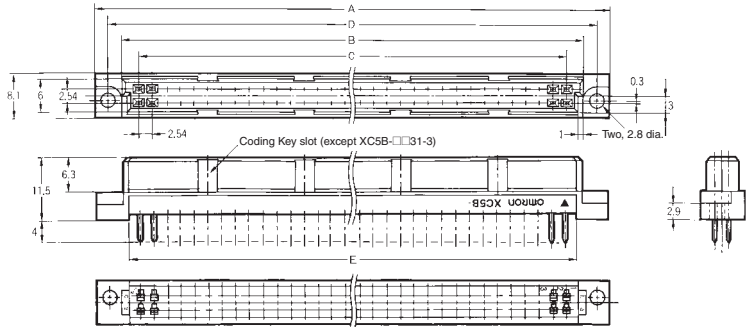 A
D
B
C
8.1
6
2.54
0.3
3
2.54
1
Two, 2.8 dia.
Coding Key slot (except XC5B-□□31-3)
6.3
11.5
4
omron XC5B-
2.9
E